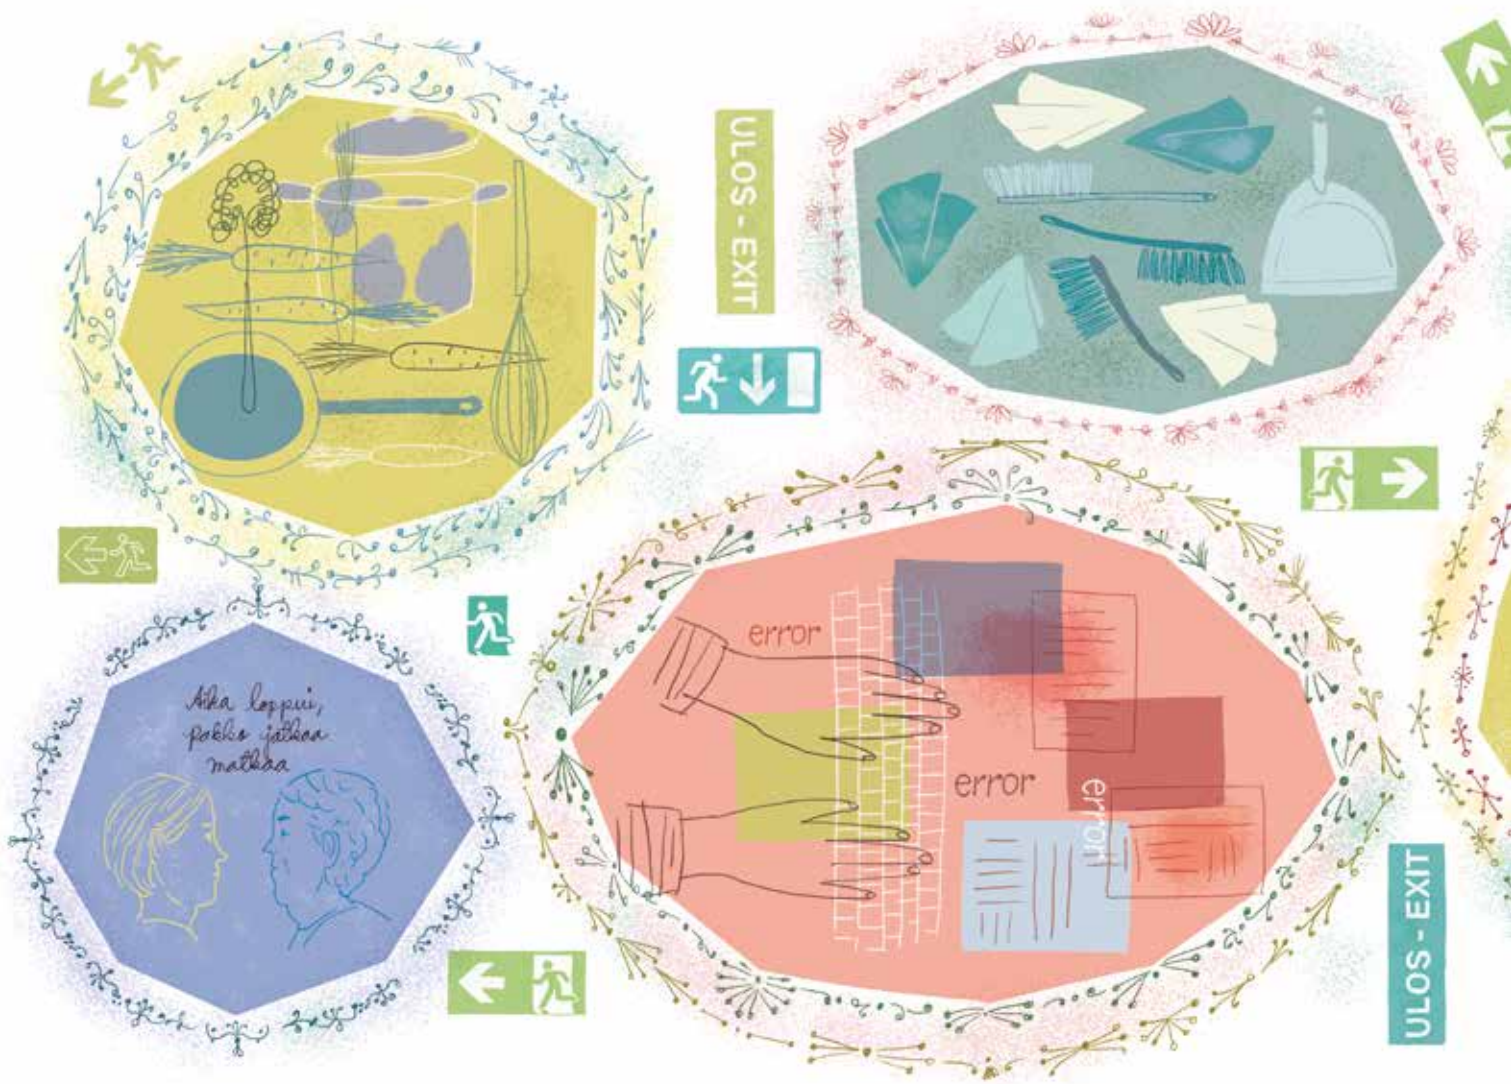 ULOS - EXIT
Aika loppui,
pakko jatkaa
matkaa
error
error
error
ULOS - EXIT